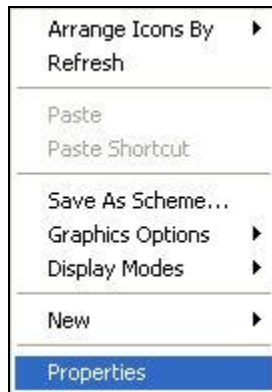 Arrange Icons By
Refresh
Paste
Paste Shortcut
Save As Scheme...
Graphics Options
Display Modes
New
Properties